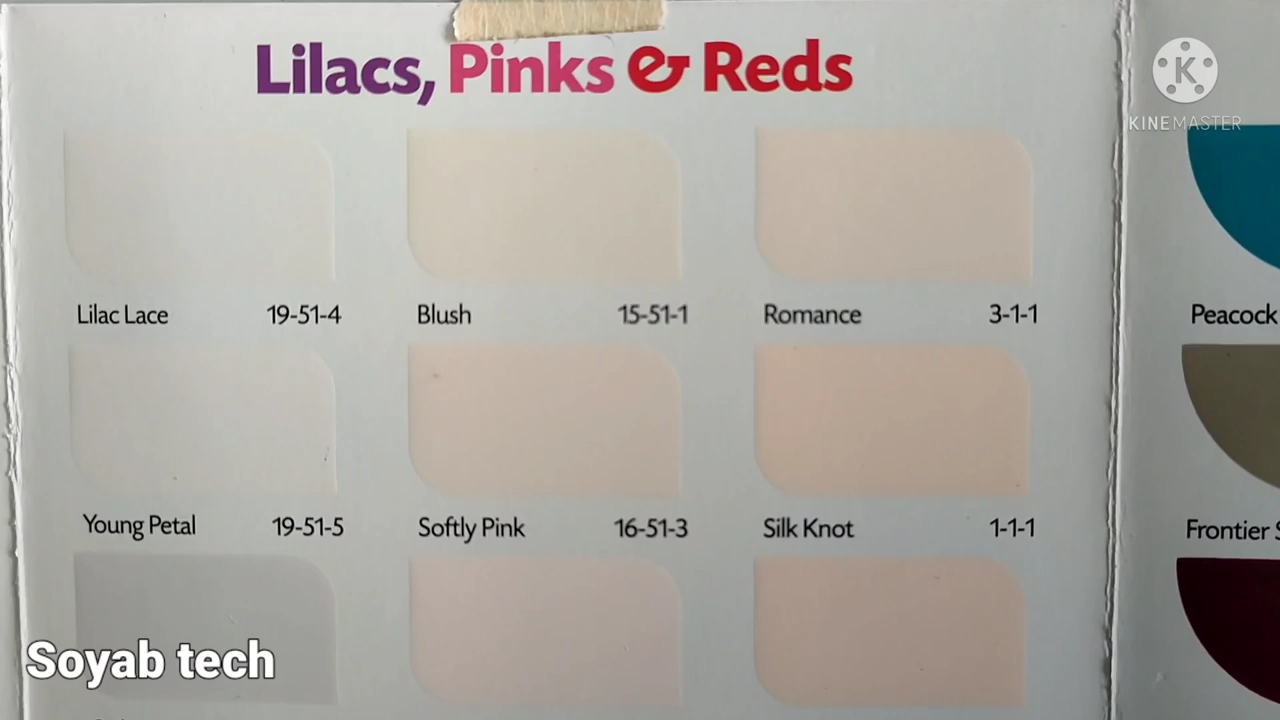 Lilacs, Pinks & Reds
KINEMASTER
Lilac Lace 19-51-4
Blush 15-51-1
Romance 3-1-1
Peacock
Young Petal 19-51-5
Softly Pink 16-51-3
Silk Knot 1-1-1
Frontier
Soyab tech